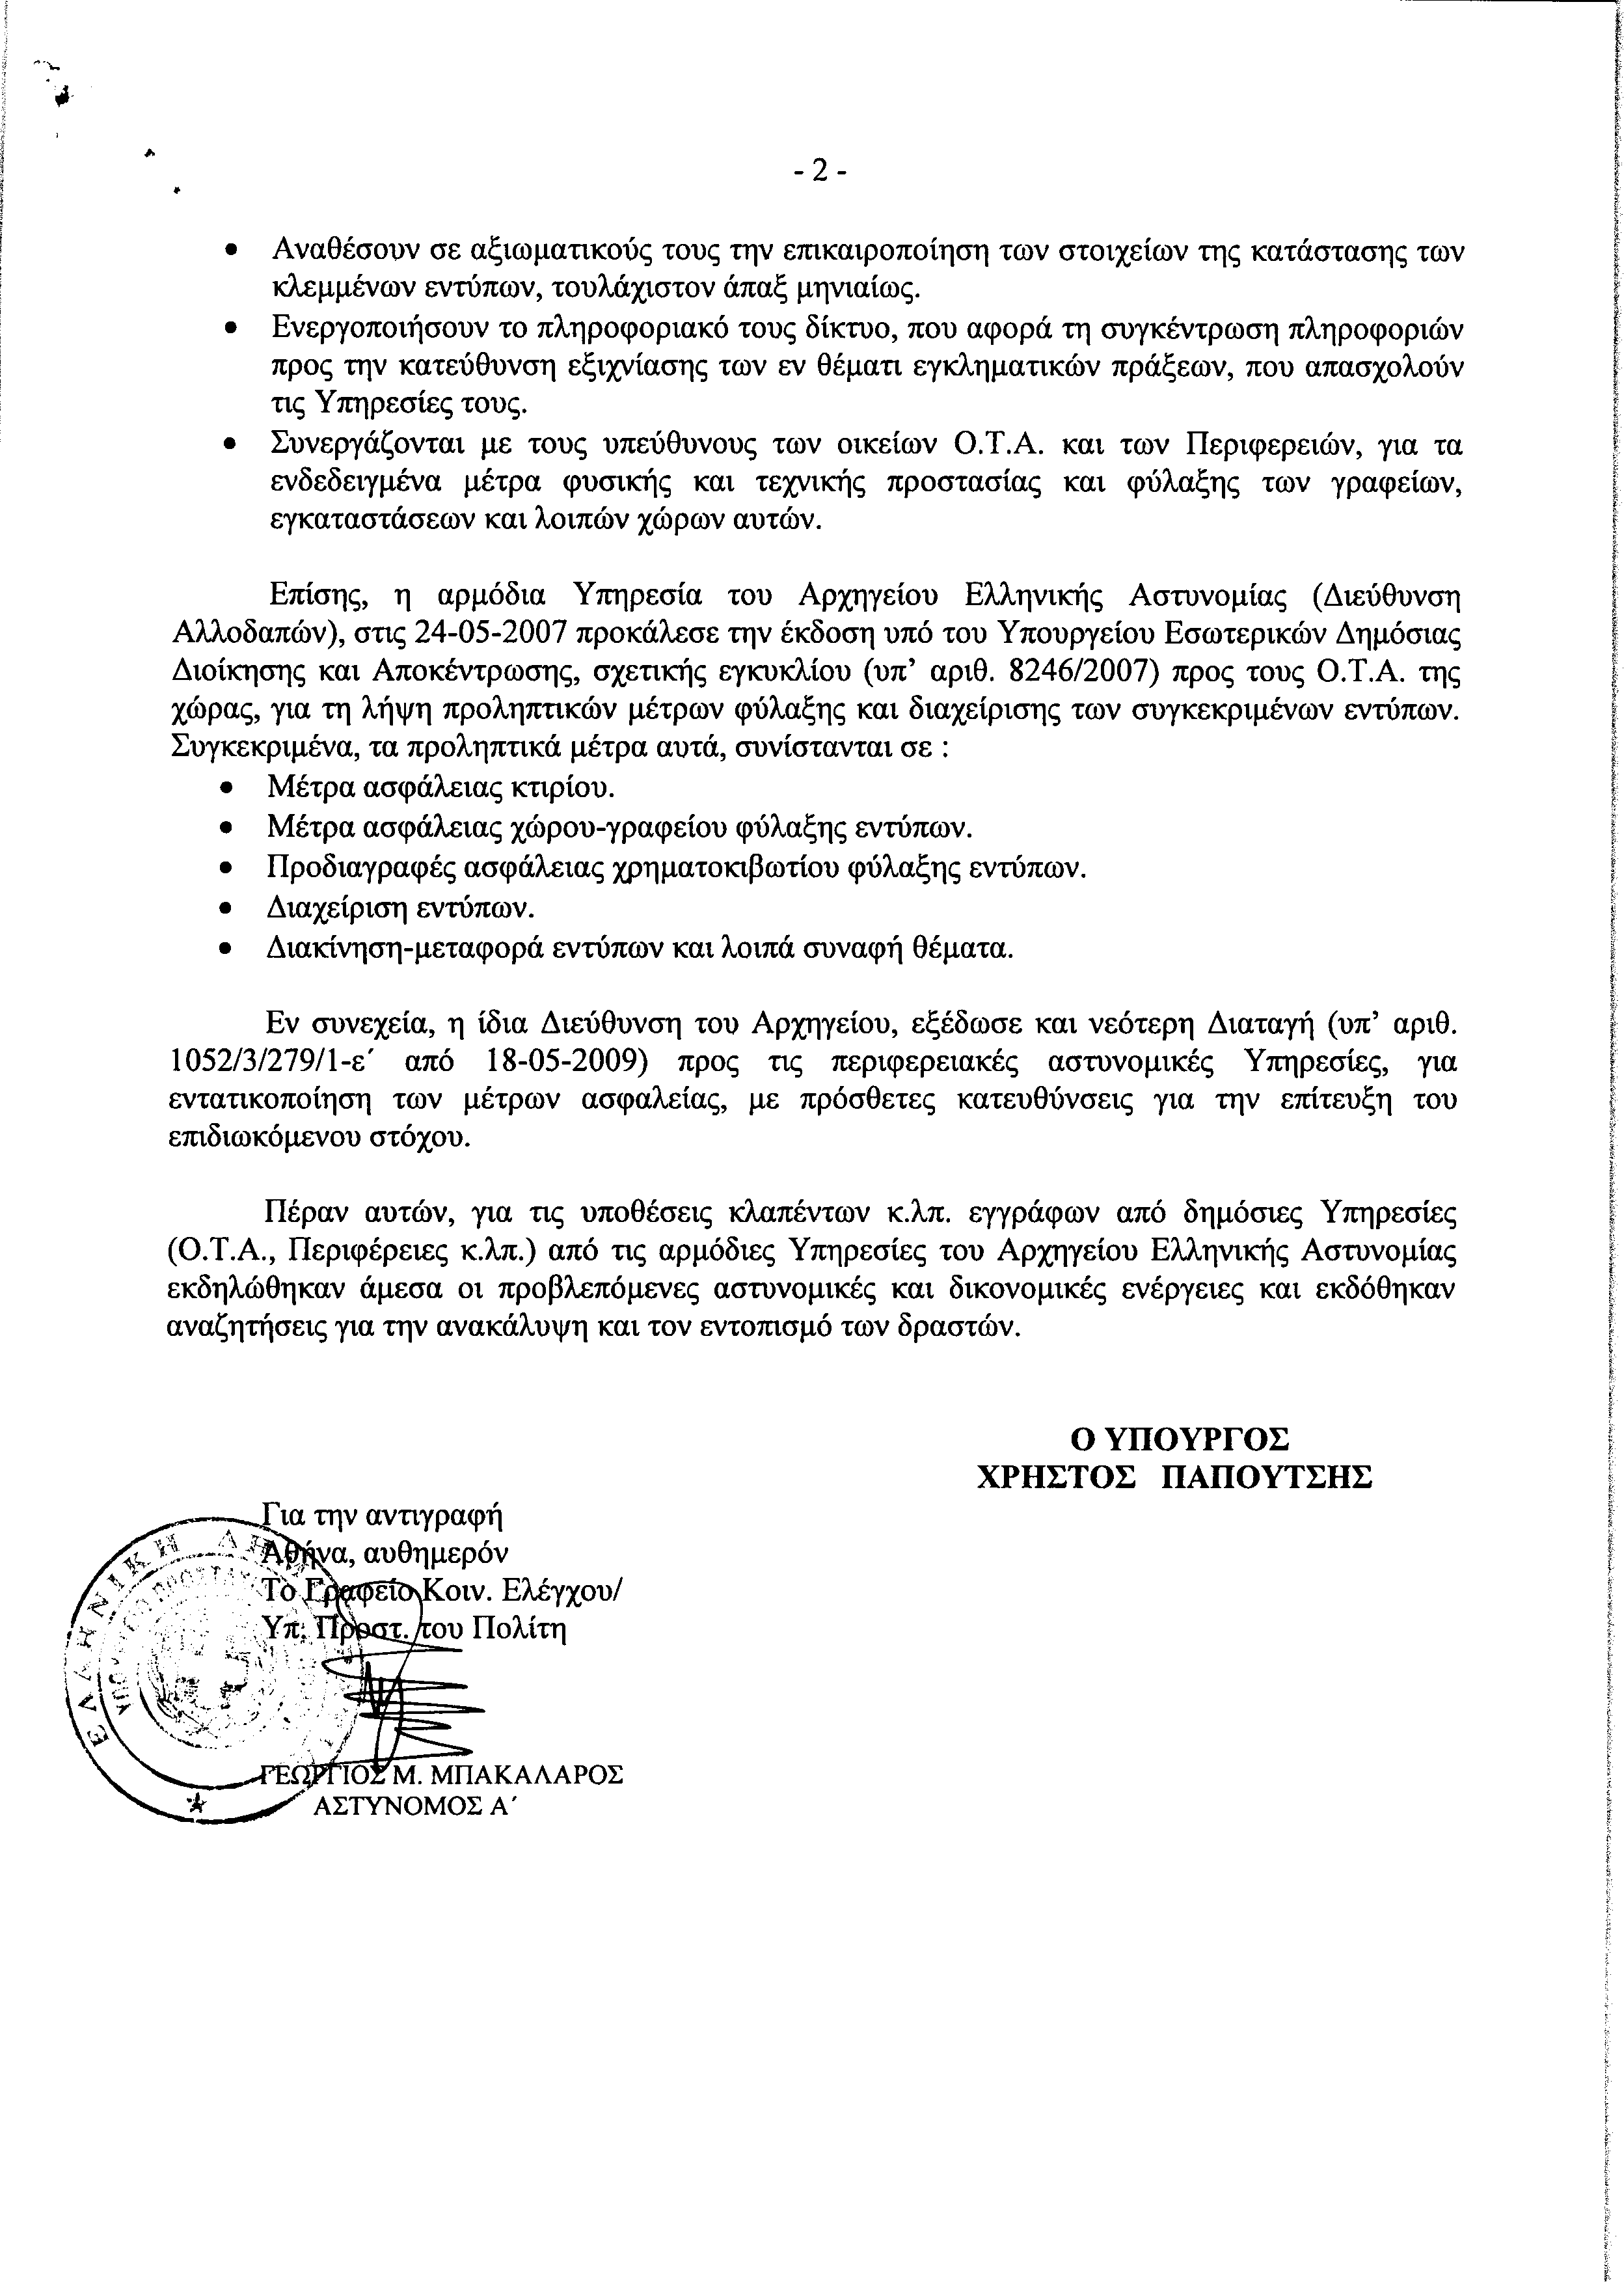 - 2 -
• Αναθέσουν σε αξιωματικούς τους την επικαιροποίηση των στοιχείων της κατάστασης των
κλεμμένων εντύπων, τουλάχιστον άπαξ μηνιαίως.
• Ενεργοποιήσουν το πληροφοριακό τους δίκτυο, που αφορά τη συγκέντρωση πληροφοριών
προς την κατεύθυνση εξιχνίασης των εν θέματι εγκληματικών πράξεων, που απασχολούν
τις Υπηρεσίες τους.
• Συνεργάζονται με τους υπεύθυνους των οικείων Ο.Τ.Α. και των Περιφερειών, για τα
ενδεδειγμένα μέτρα φυσικής και τεχνικής προστασίας και φύλαξης των γραφείων,
εγκαταστάσεων και λοιπών χώρων αυτών.
Επίσης, η αρμόδια Υπηρεσία του Αρχηγείου Ελληνικής Αστυνομίας (Διεύθυνση
Αλλοδαπών), στις 24-05-2007 προκάλεσε την έκδοση υπό του Υπουργείου Εσωτερικών Δημόσιας
Διοίκησης και Αποκέντρωσης, σχετικής εγκυκλίου (υπ’ αριθ. 8246/2007) προς τους Ο.Τ.Α. της
χώρας, για τη λήψη προληπτικών μέτρων φύλαξης και διαχείρισης των συγκεκριμένων εντύπων.
Συγκεκριμένα, τα προληπτικά μέτρα αυτά, συνίστανται σε :
• Μέτρα ασφάλειας κτιρίου.
• Μέτρα ασφάλειας χώρου-γραφείου φύλαξης εντύπων.
• Προδιαγραφές ασφάλειας χρηματοκιβωτίου φύλαξης εντύπων.
• Διαχείριση εντύπων.
• Διακίνηση-μεταφορά εντύπων και λοιπά συναφή θέματα.
Εν συνεχεία, η ίδια Διεύθυνση του Αρχηγείου, εξέδωσε και νεότερη Διαταγή (υπ’ αριθ.
1052/3/279/1-ε΄ από 18-05-2009) προς τις περιφερειακές αστυνομικές Υπηρεσίες, για
εντατικοποίηση των μέτρων ασφαλείας, με πρόσθετες κατευθύνσεις για την επίτευξη του
επιδιωκόμενου στόχου.
Πέραν αυτών, για τις υποθέσεις κλαπέντων κ.λπ. εγγράφων από δημόσιες Υπηρεσίες
(Ο.Τ.Α., Περιφέρειες κ.λπ.) από τις αρμόδιες Υπηρεσίες του Αρχηγείου Ελληνικής Αστυνομίας
εκδηλώθηκαν άμεσα οι προβλεπόμενες αστυνομικές και δικονομικές ενέργειες και εκδόθηκαν
αναζητήσεις για την ανακάλυψη και τον εντοπισμό των δραστών.
Ο ΥΠΟΥΡΓΟΣ
ΧΡΗΣΤΟΣ ΠΑΠΟΥΤΣΗΣ
Για την αντιγραφή
Αθήνα, αυθημερόν
Το Γραφείο Κοιν. Ελέγχου/
Υπ. Προστ. του Πολίτη
ΕΛΛΗΝΙΚΗ
ΓΕΩΡΓΙΟΣ Μ. ΜΠΑΚΑΛΑΡΟΣ
ΑΣΤΥΝΟΜΟΣ Α΄